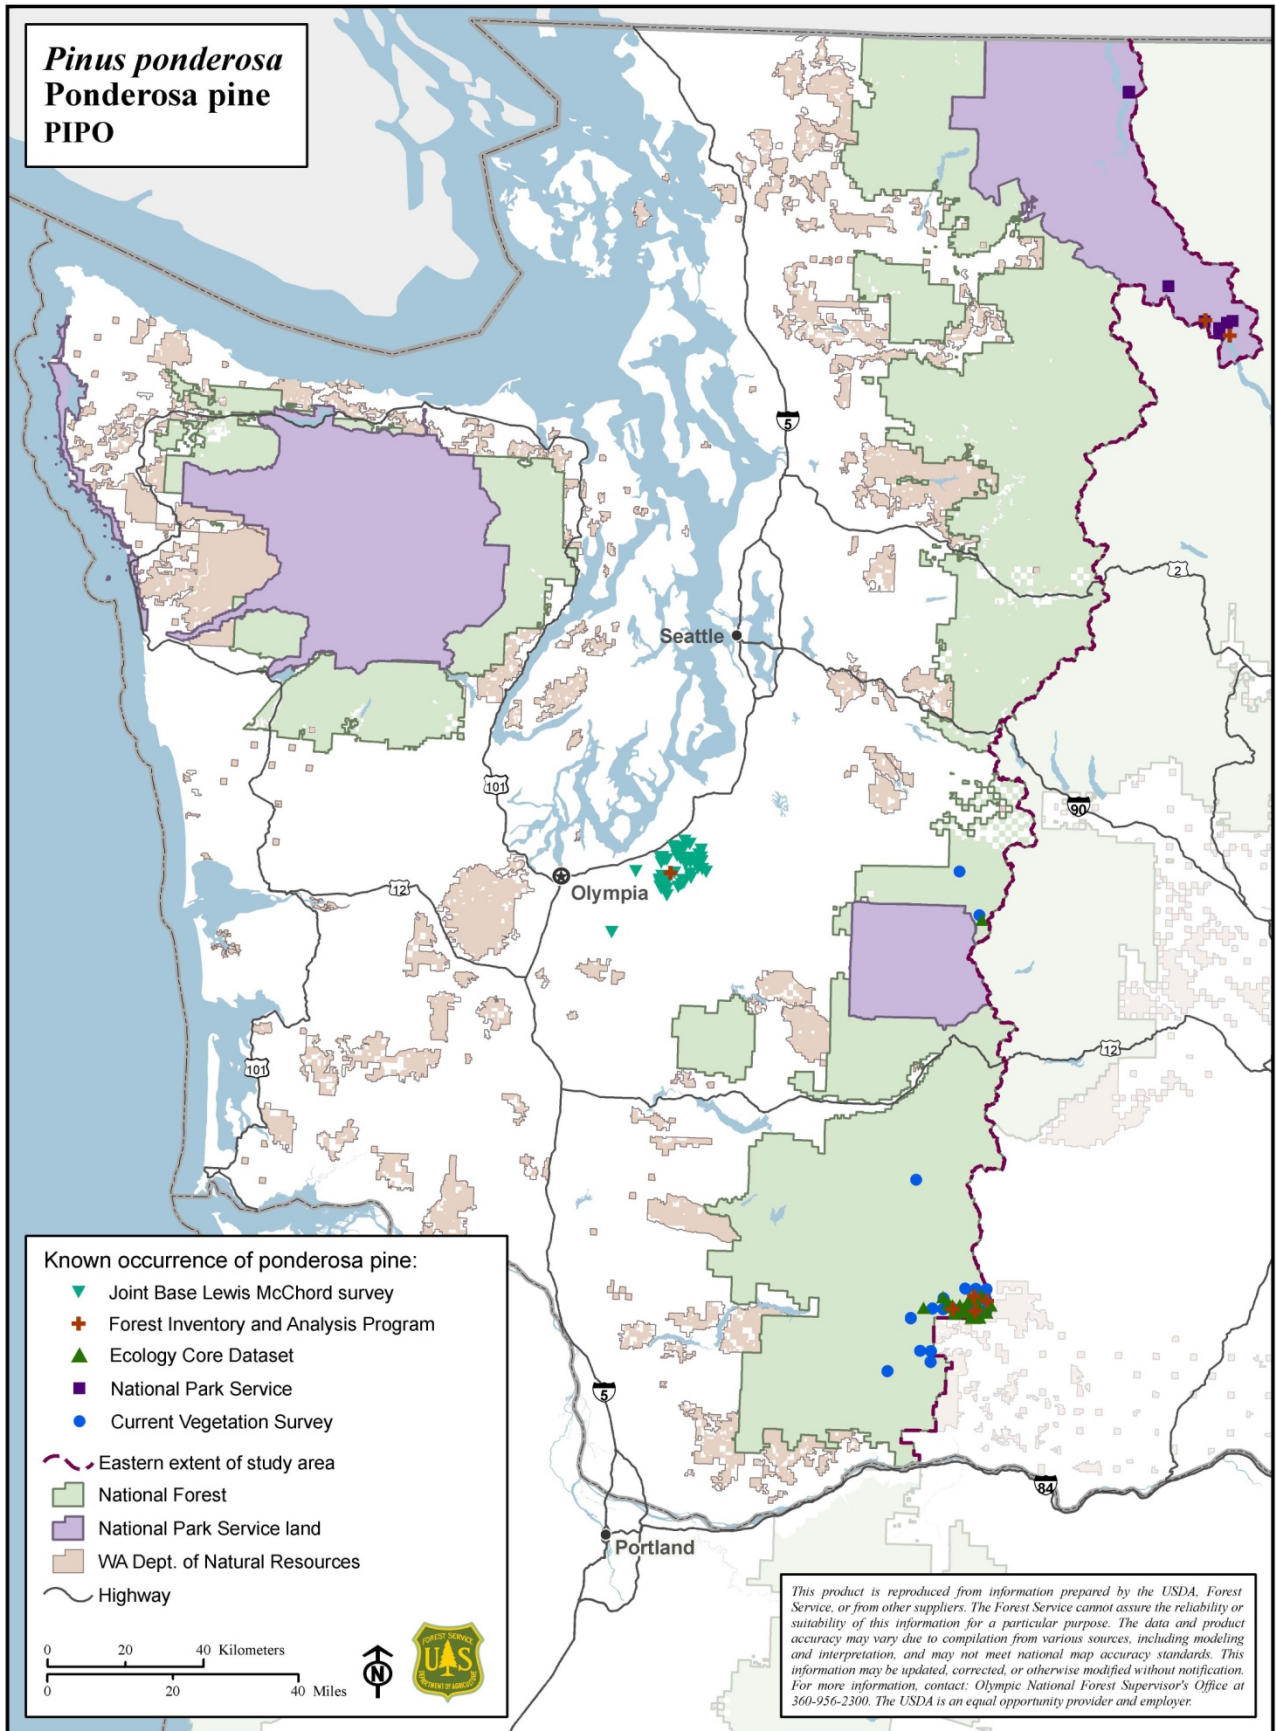 Pinus ponderosa
Ponderosa pine
PIPO
5
2
Seattle
101
90
Olympia
12
101
12
5
84
Portland
Known occurrence of ponderosa pine:
Joint Base Lewis McChord survey
Forest Inventory and Analysis Program
Ecology Core Dataset
National Park Service
Current Vegetation Survey
Eastern extent of study area
National Forest
National Park Service land
WA Dept. of Natural Resources
Highway
0 20 40 Kilometers
0 20 40 Miles
N
FOREST SERVICE
U S
DEPARTMENT OF AGRICULTURE
This product is reproduced from information prepared by the USDA, Forest
Service, or from other suppliers. The Forest Service cannot assure the reliability or
suitability of this information for a particular purpose. The data and product
accuracy may vary due to compilation from various sources, including modeling
and interpretation, and may not meet national map accuracy standards. This
information may be updated, corrected, or otherwise modified without notification.
For more information, contact: Olympic National Forest Supervisor's Office at
360-956-2300. The USDA is an equal opportunity provider and employer.